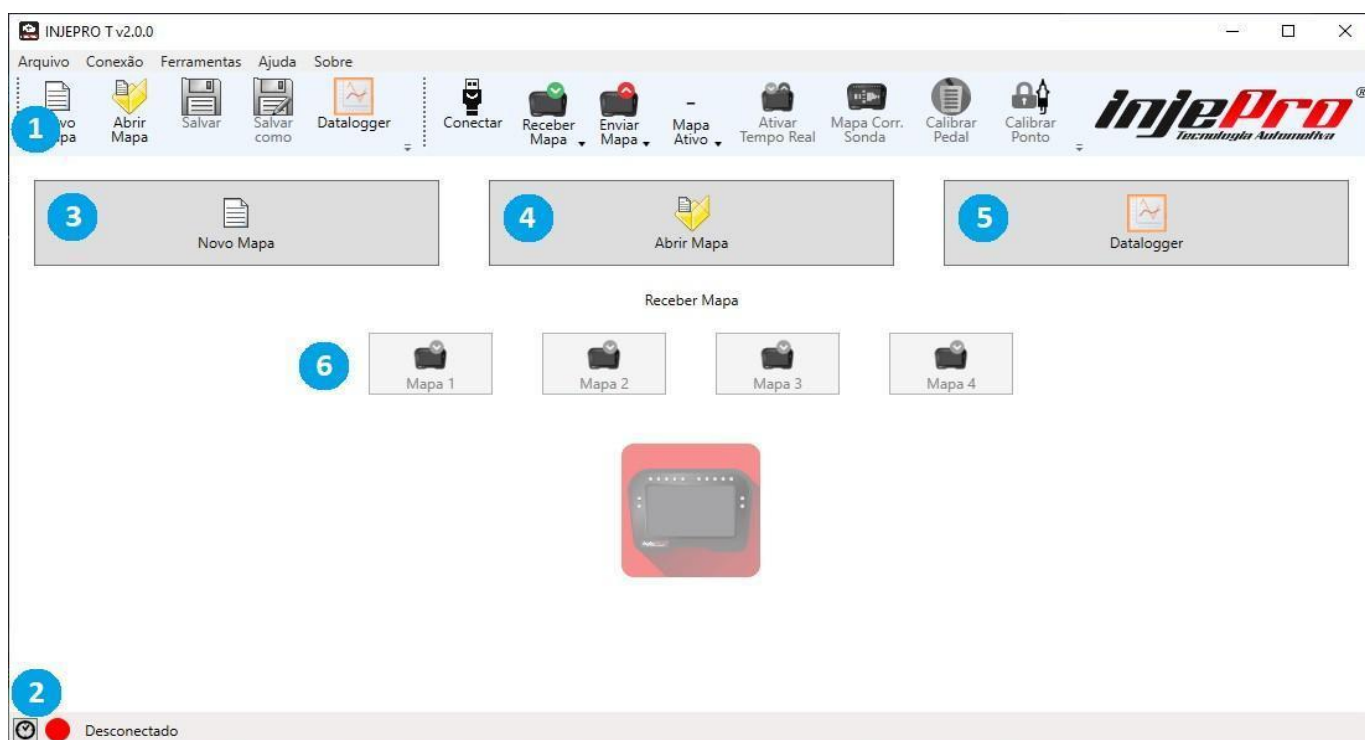 INJEPRO T v2.0.0
Arquivo Conexão Ferramentas Ajuda Sobre
1
vo
pa
Abrir
Mapa
Salvar
Salvar
como
Datalogger
Conectar
Receber
Mapa
Enviar
Mapa
-
Mapa
Ativo
Ativar
Tempo Real
Mapa Corr.
Sonda
Calibrar
Pedal
Calibrar
Ponto
injePro®
Tecnologia Automotiva
3
Novo Mapa
4
Abrir Mapa
5
Datalogger
Receber Mapa
6
Mapa 1
Mapa 2
Mapa 3
Mapa 4
2
Desconectado